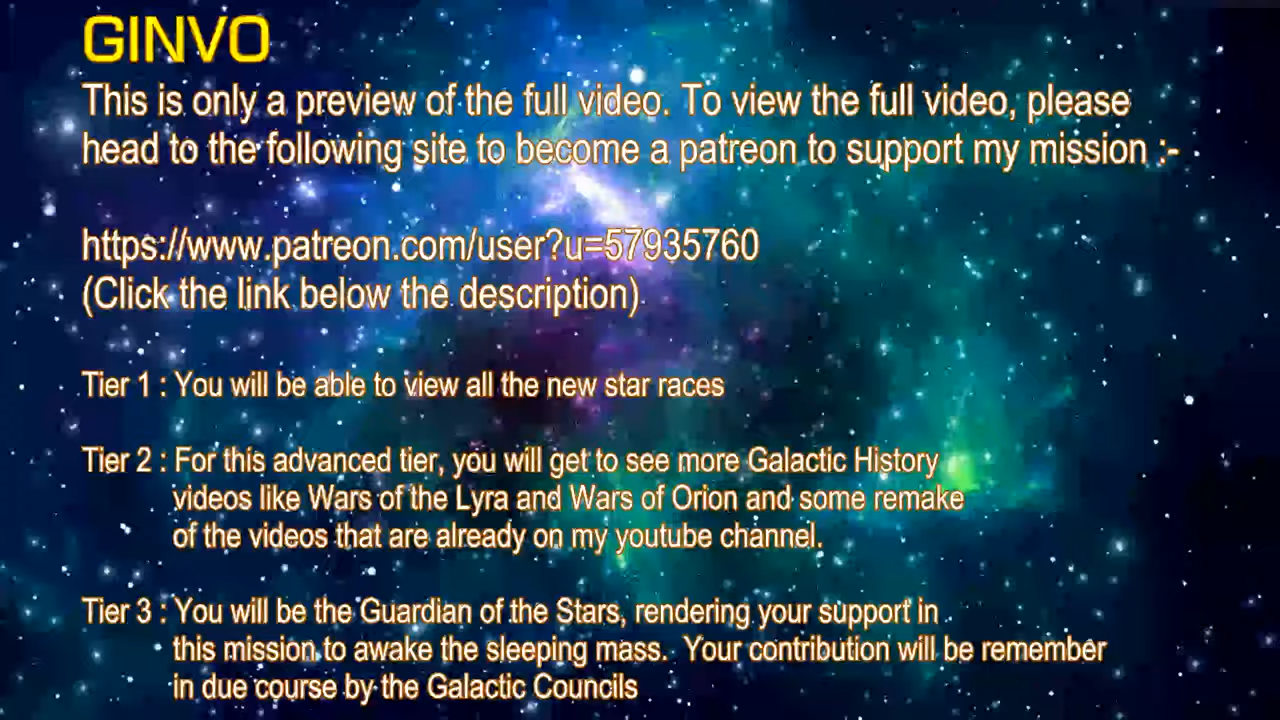 GINVO
This is only a preview of the full video. To view the full video, please
head to the following site to become a patreon to support my mission :-
https://www.patreon.com/user?u=57935760
(Click the link below the description)
Tier 1 : You will be able to view all the new star races
Tier 2 : For this advanced tier, you will get to see more Galactic History
videos like Wars of the Lyra and Wars of Orion and some remake
of the videos that are already on my youtube channel.
Tier 3 : You will be the Guardian of the Stars, rendering your support in
this mission to awake the sleeping mass. Your contribution will be remember
in due course by the Galactic Councils